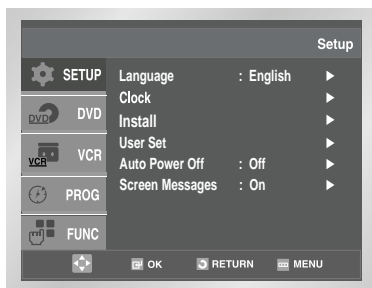 Setup
SETUP
DVD
DVD
VCR
VCR
PROG
FUNC
Language : English ►
Clock ►
Install ►
User Set ►
Auto Power Off : Off ►
Screen Messages : On ►
OK RETURN MENU